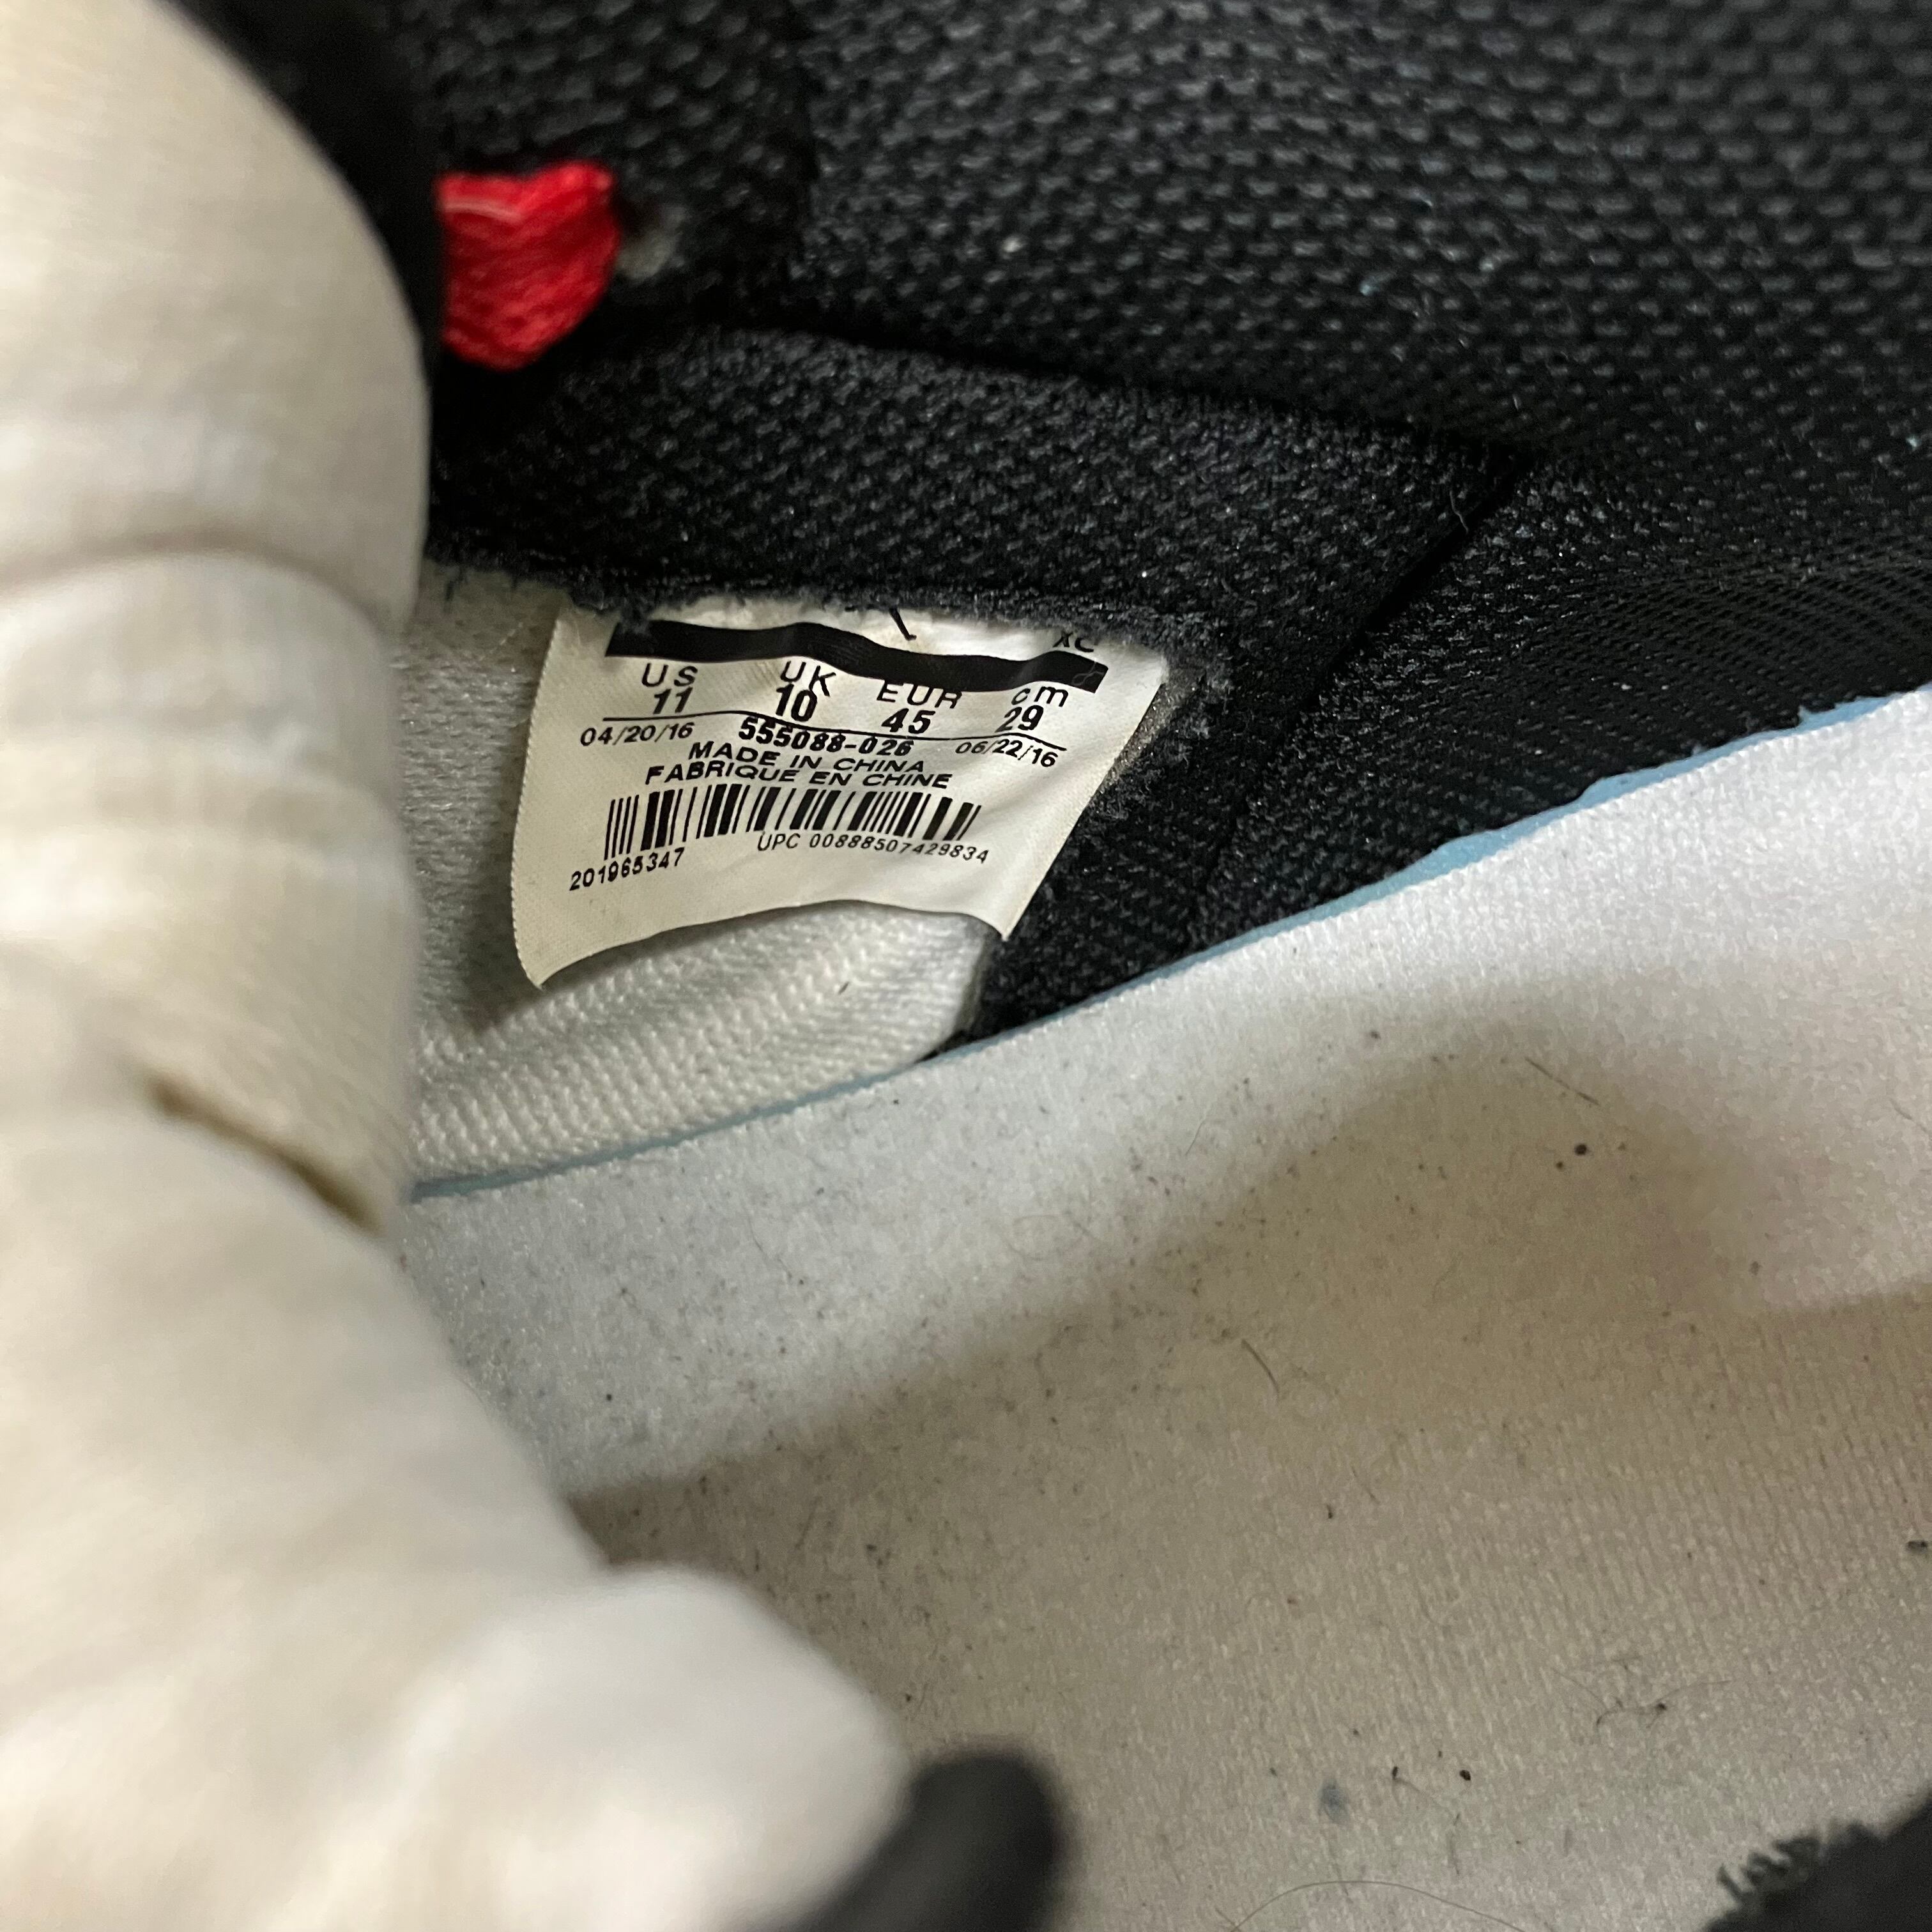 XC
US UK EUR cm
11 10 45 29
04/20/16 555088-026 06/22/16
MADE IN CHINA
FABRIQUE EN CHINE
UPC 00888507429834
201965347